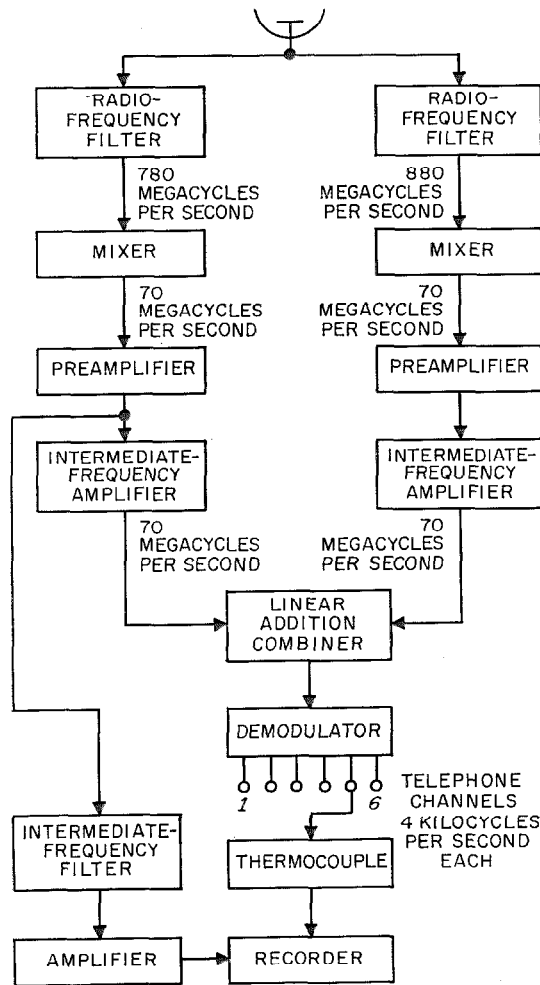 RADIO-
FREQUENCY
FILTER
RADIO-
FREQUENCY
FILTER
780
MEGACYCLES
PER SECOND
880
MEGACYCLES
PER SECOND
MIXER
MIXER
70
MEGACYCLES
PER SECOND
70
MEGACYCLES
PER SECOND
PREAMPLIFIER
PREAMPLIFIER
INTERMEDIATE-
FREQUENCY
AMPLIFIER
INTERMEDIATE-
FREQUENCY
AMPLIFIER
70
MEGACYCLES
PER SECOND
70
MEGACYCLES
PER SECOND
LINEAR
ADDITION
COMBINER
DEMODULATOR
1
6
TELEPHONE
CHANNELS
4 KILOCYCLES
PER SECOND
EACH
INTERMEDIATE-
FREQUENCY
FILTER
THERMOCOUPLE
AMPLIFIER
RECORDER